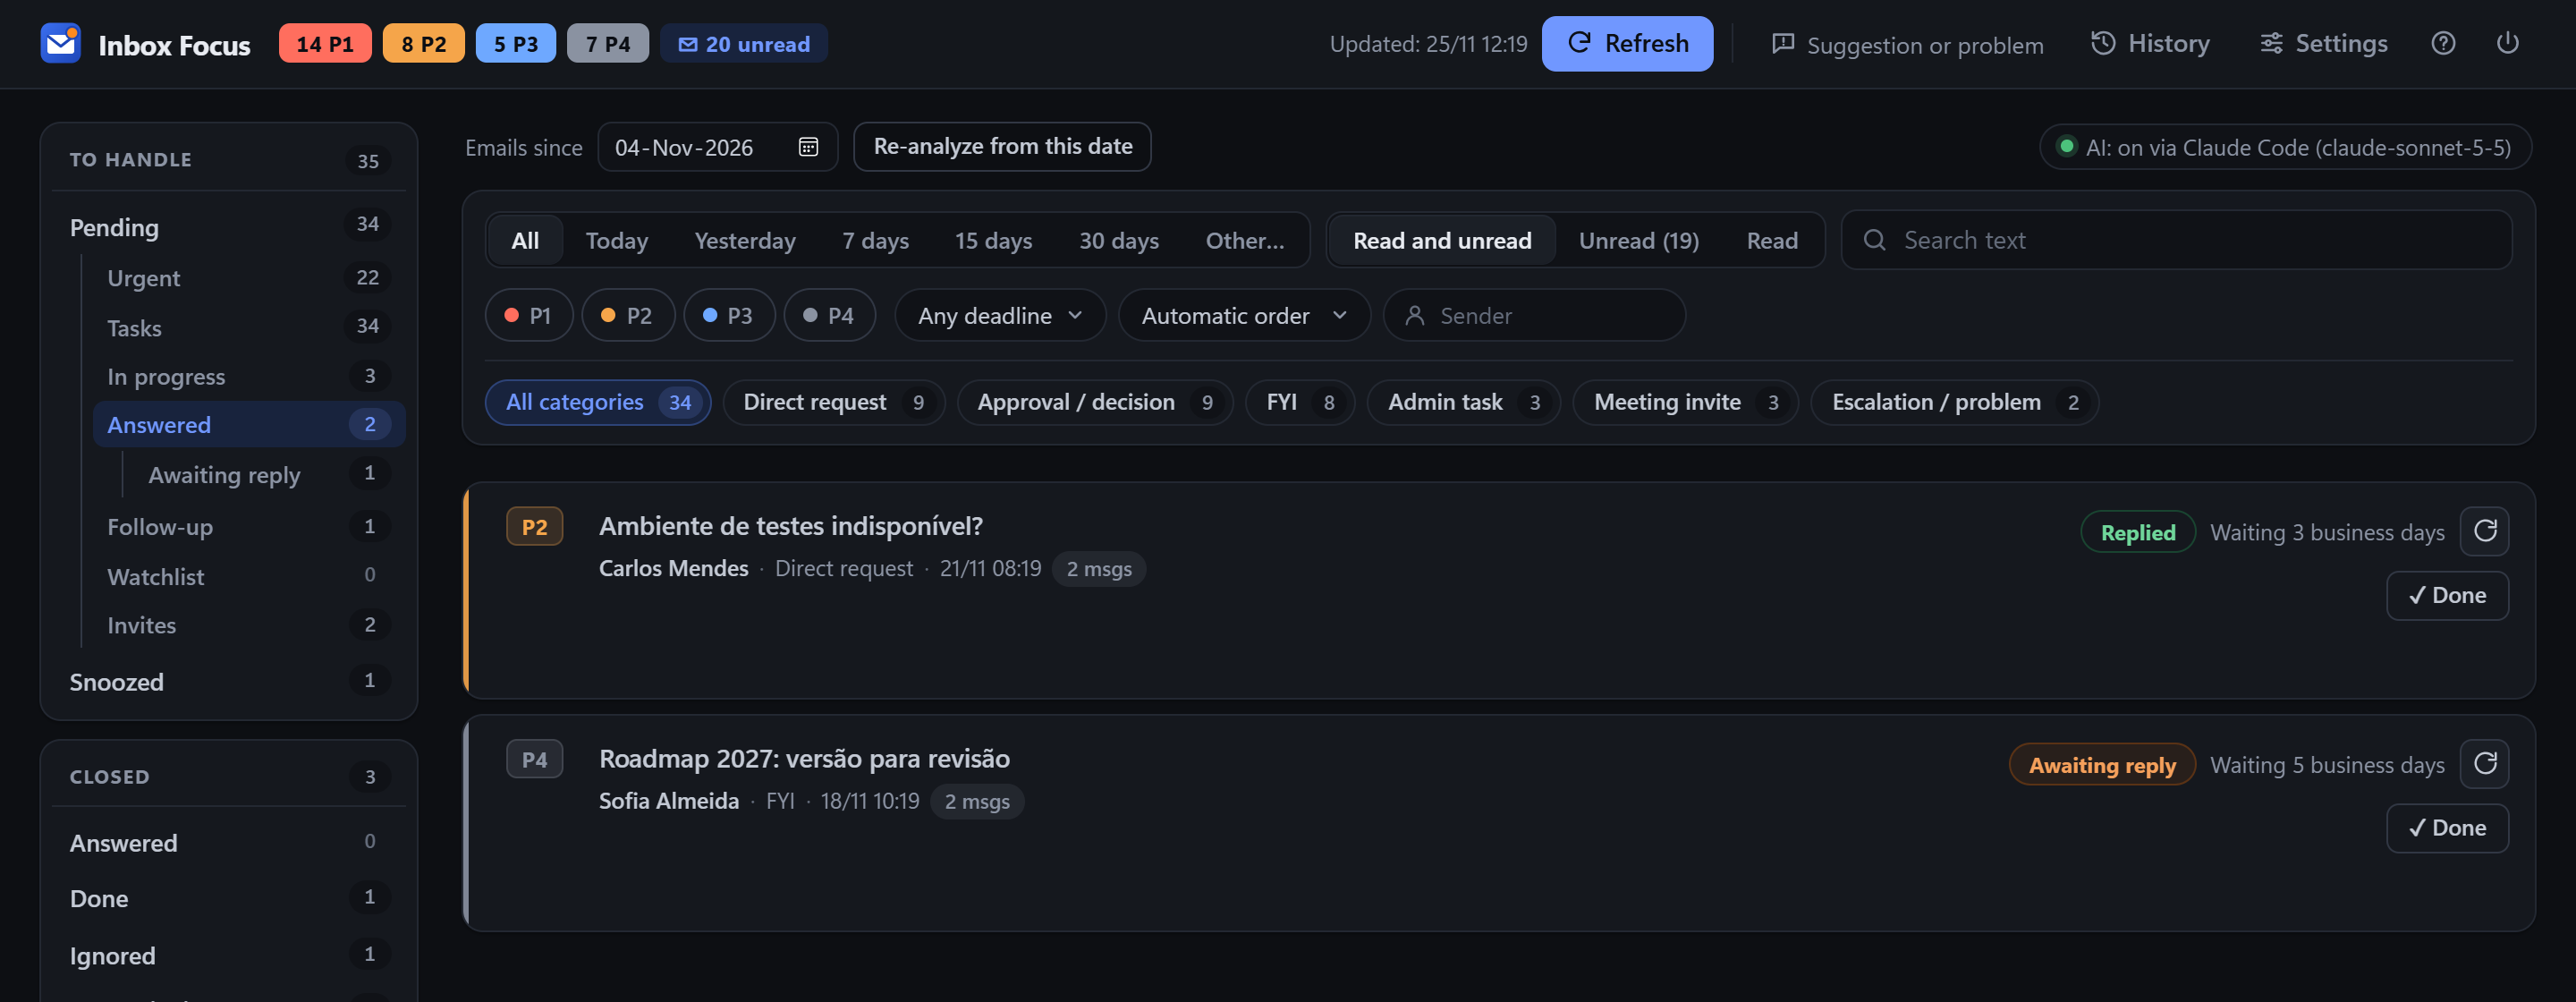 Inbox Focus
14 P1
8 P2
5 P3
7 P4
20 unread
Updated: 25/11 12:19
Refresh
Suggestion or problem
History
Settings
TO HANDLE 35
Pending 34
Urgent 22
Tasks 34
In progress 3
Answered 2
Awaiting reply 1
Follow-up 1
Watchlist 0
Invites 2
Snoozed 1
CLOSED 3
Answered 0
Done 1
Ignored 1
Emails since 04-Nov-2026 Re-analyze from this date
AI: on via Claude Code (claude-sonnet-5-5)
All Today Yesterday 7 days 15 days 30 days Other...
Read and unread Unread (19) Read
Search text
P1 P2 P3 P4 Any deadline Automatic order Sender
All categories 34 Direct request 9 Approval / decision 9 FYI 8 Admin task 3 Meeting invite 3 Escalation / problem 2
P2 Ambiente de testes indisponível?
Carlos Mendes · Direct request · 21/11 08:19 2 msgs
Replied Waiting 3 business days
✓ Done
P4 Roadmap 2027: versão para revisão
Sofia Almeida · FYI · 18/11 10:19 2 msgs
Awaiting reply Waiting 5 business days
✓ Done